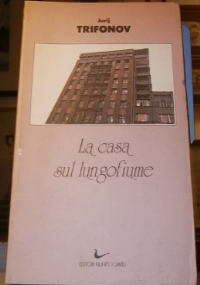 Jurij
TRIFONOV
La casa
sul lungofiume
EDITORI RIUNITI